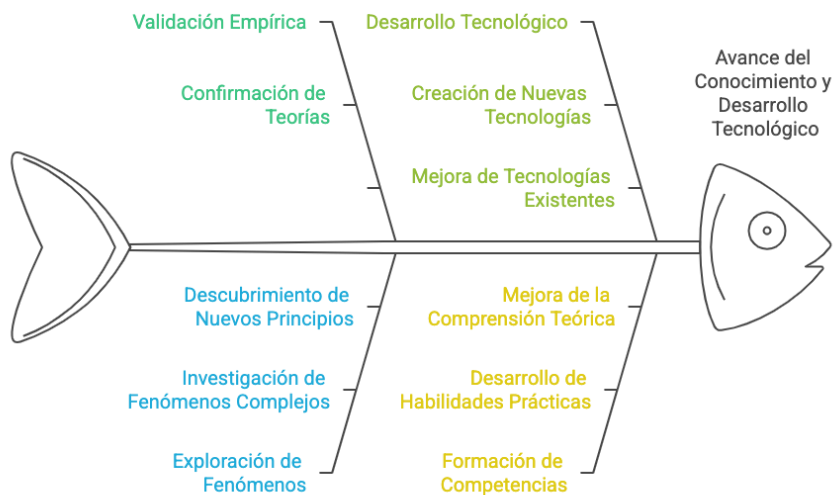 Validación Empírica
Confirmación de
Teorías
Desarrollo Tecnológico
Creación de Nuevas
Tecnologías
Mejora de Tecnologías
Existentes
Avance del
Conocimiento y
Desarrollo
Tecnológico
Descubrimiento de
Nuevos Principios
Investigación de
Fenómenos Complejos
Exploración de
Fenómenos
Mejora de la
Comprensión Teórica
Desarrollo de
Habilidades Prácticas
Formación de
Competencias